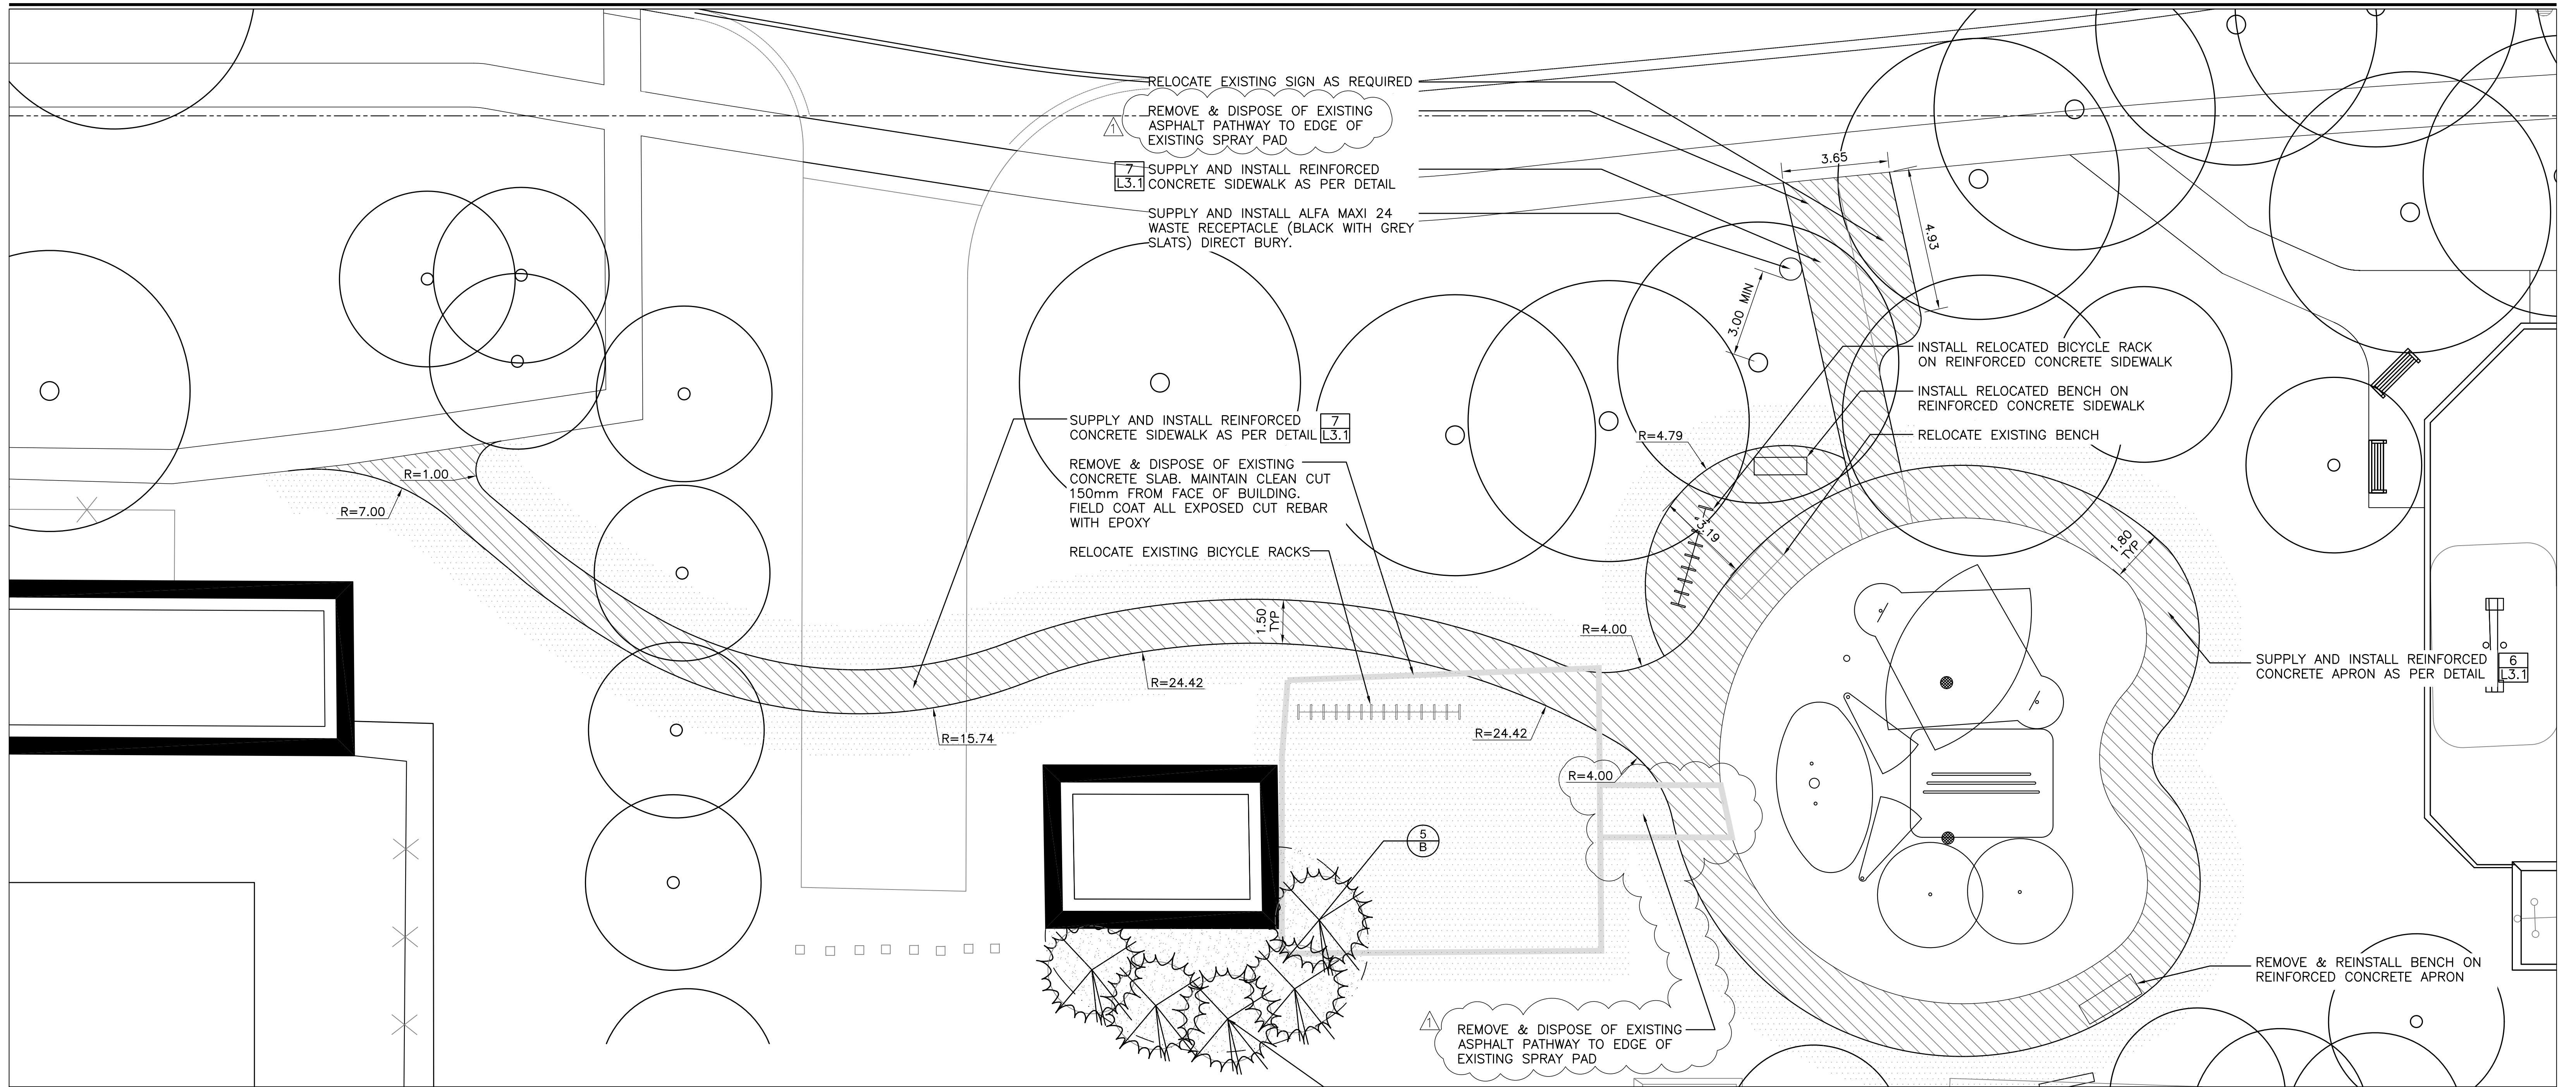 RELOCATE EXISTING SIGN AS REQUIRED
1
REMOVE & DISPOSE OF EXISTING
ASPHALT PATHWAY TO EDGE OF
EXISTING SPRAY PAD
7
L3.1
SUPPLY AND INSTALL REINFORCED
CONCRETE SIDEWALK AS PER DETAIL
SUPPLY AND INSTALL ALFA MAXI 24
WASTE RECEPTACLE (BLACK WITH GREY
SLATS) DIRECT BURY.
3.65
4.93
3.00 MIN
INSTALL RELOCATED BICYCLE RACK
ON REINFORCED CONCRETE SIDEWALK
INSTALL RELOCATED BENCH ON
REINFORCED CONCRETE SIDEWALK
RELOCATE EXISTING BENCH
SUPPLY AND INSTALL REINFORCED
CONCRETE SIDEWALK AS PER DETAIL
7
L3.1
REMOVE & DISPOSE OF EXISTING
CONCRETE SLAB. MAINTAIN CLEAN CUT
150mm FROM FACE OF BUILDING.
FIELD COAT ALL EXPOSED CUT REBAR
WITH EPOXY
RELOCATE EXISTING BICYCLE RACKS
R=1.00
R=7.00
R=4.79
3.19
1.80
TYP
1.50
TYP
R=4.00
R=24.42
R=15.74
R=24.42
R=4.00
SUPPLY AND INSTALL REINFORCED
CONCRETE APRON AS PER DETAIL
6
L3.1
5
B
REMOVE & REINSTALL BENCH ON
REINFORCED CONCRETE APRON
1
REMOVE & DISPOSE OF EXISTING
ASPHALT PATHWAY TO EDGE OF
EXISTING SPRAY PAD